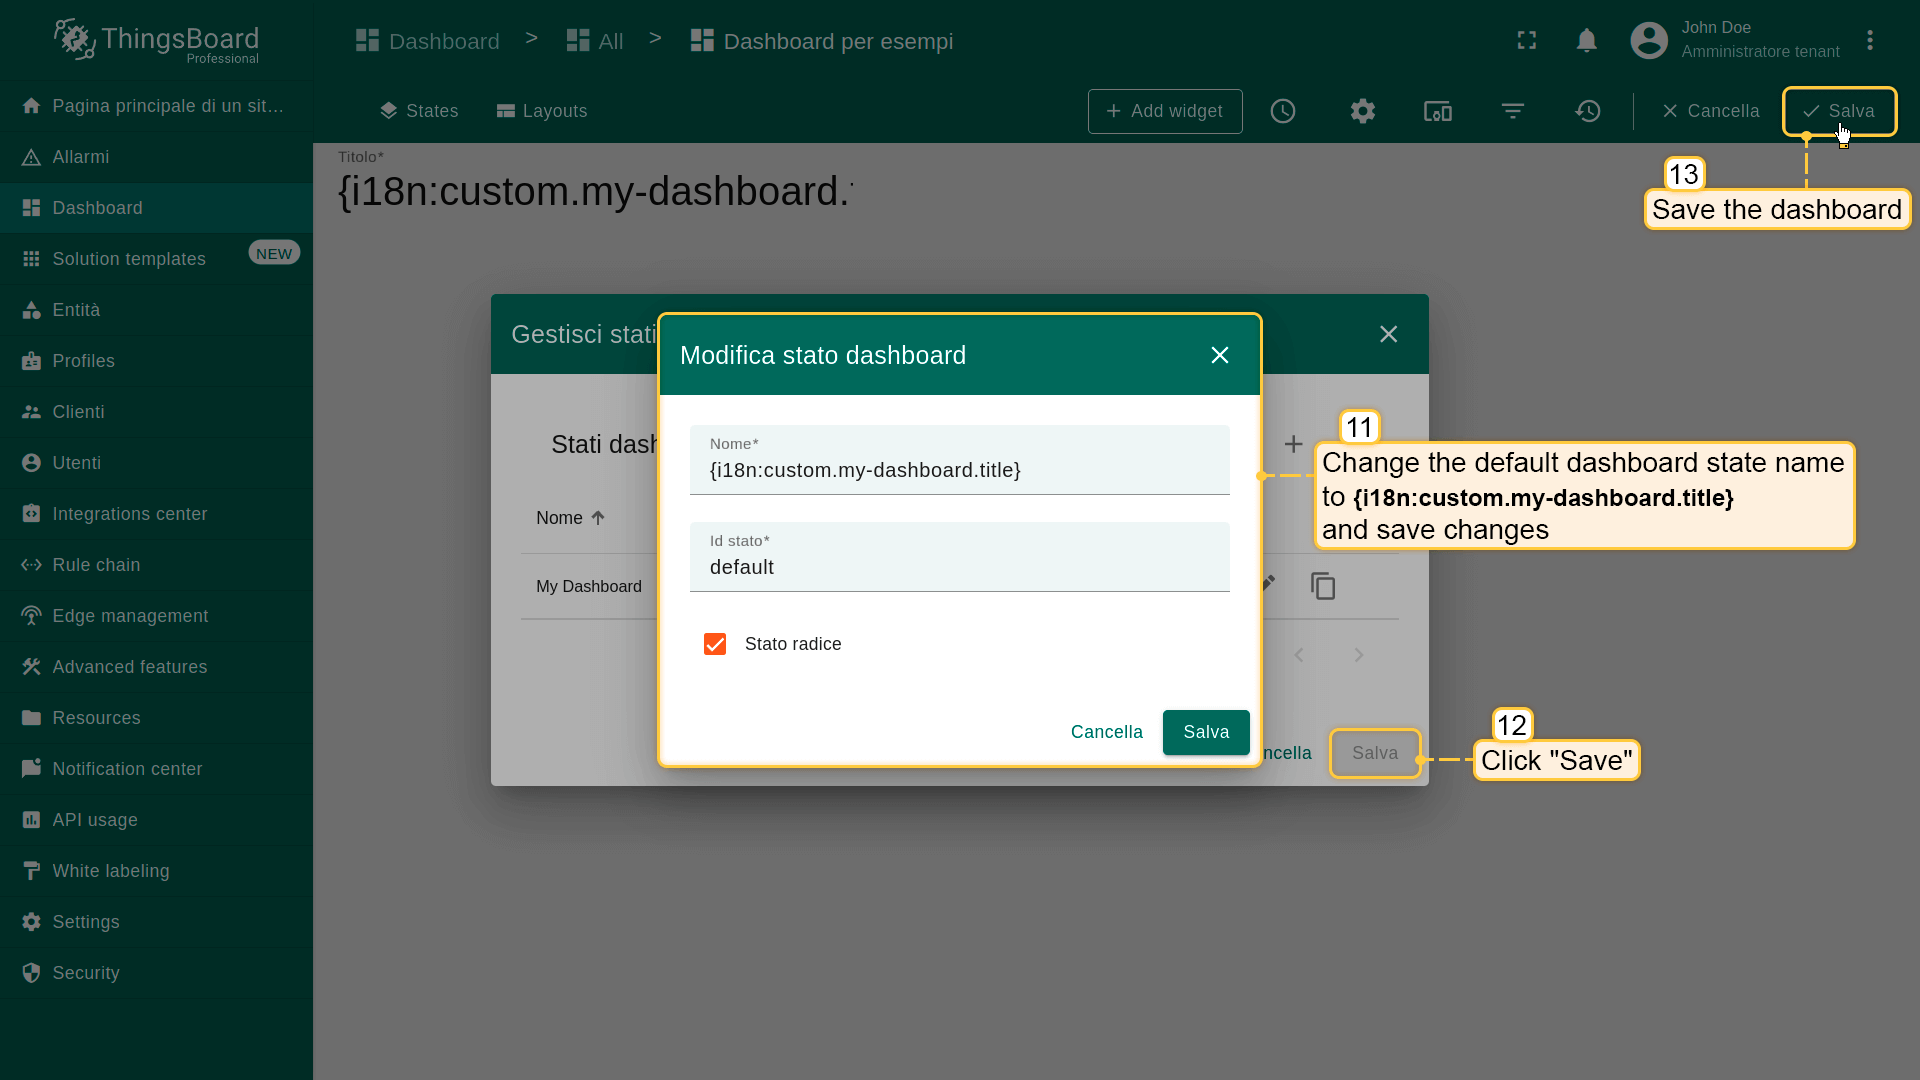 ThingsBoard
Professional
Dashboard > All > Dashboard per esempi
John Doe
Amministratore tenant
States
Layouts
+ Add widget
Cancella
Salva
Pagina principale di un sit...
Allarmi
Dashboard
Solution templates
NEW
Entità
Profiles
Clienti
Utenti
Integrations center
Rule chain
Edge management
Advanced features
Resources
Notification center
API usage
White labeling
Settings
Security
Titolo*
{i18n:custom.my-dashboard.
13
Save the dashboard
Gestisci stati
Stati dash
Nome
My Dashboard
Modifica stato dashboard
Nome*
{i18n:custom.my-dashboard.title}
Id stato*
default
Stato radice
Cancella
Salva
ncella
Salva
11
Change the default dashboard state name
to {i18n:custom.my-dashboard.title}
and save changes
12
Click "Save"